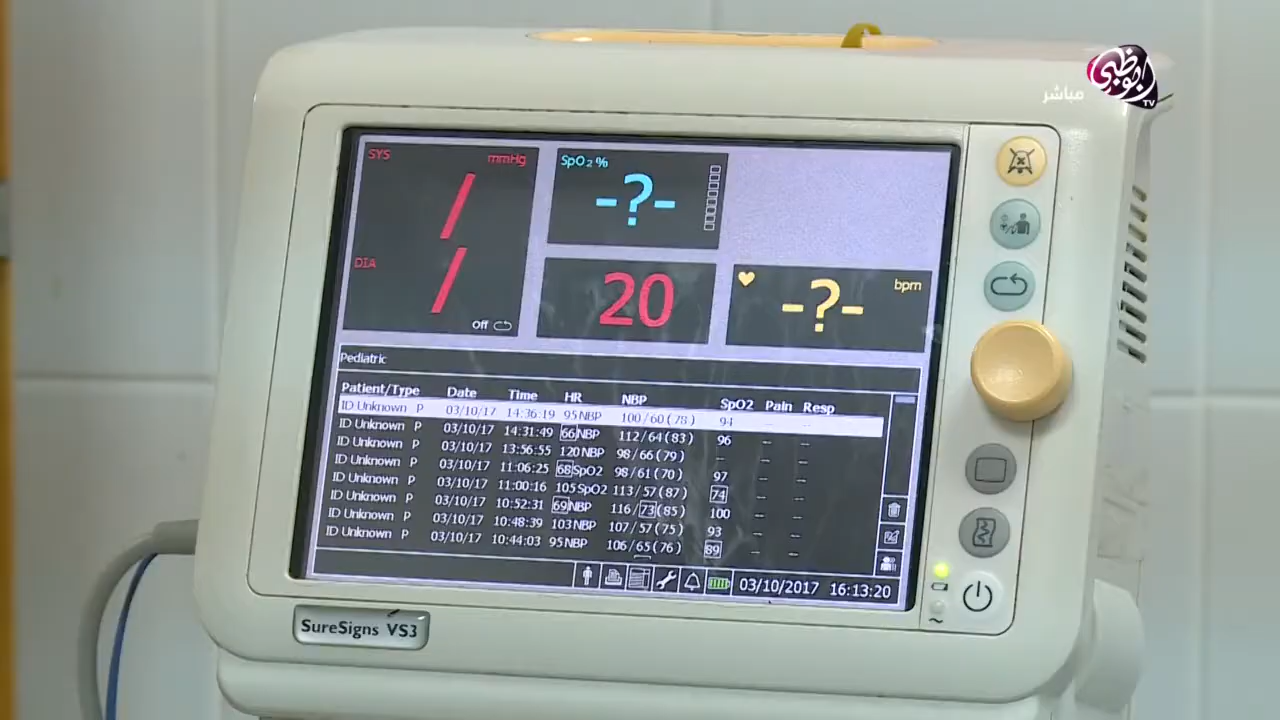 ابوظبي
TV
مباشر
SYS mmHg
SpO₂ %
-?-
DIA
Off
20
bpm
-?-
Pediatric
Patient/Type Date Time HR NBP SpO2 Pain Resp
ID Unknown P 03/10/17 14:36:19 95 NBP 100/60(78) 94 -- --
ID Unknown P 03/10/17 14:31:49 66 NBP 112/64(83) 96 -- --
ID Unknown P 03/10/17 13:56:55 120 NBP 98/66(79) -- -- --
ID Unknown P 03/10/17 11:06:25 68 SpO2 98/61(70) 97 -- --
ID Unknown P 03/10/17 11:00:16 105 SpO2 113/57(87) 74 -- --
ID Unknown P 03/10/17 10:52:31 69 NBP 116/73(85) 100 -- --
ID Unknown P 03/10/17 10:48:39 103 NBP 107/57(75) 93 -- --
ID Unknown P 03/10/17 10:44:03 95 NBP 106/65(76) 89 -- --
03/10/2017 16:13:20
SureSigns VS3